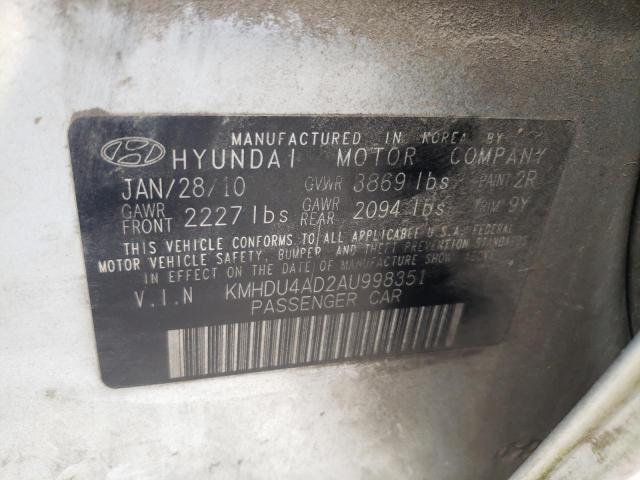 MANUFACTURED IN KOREA BY
HYUNDAI MOTOR COMPANY
JAN/28/10 GVWR 3869 lbs PAINT 2R
GAWR FRONT 2227 lbs GAWR REAR 2094 lbs TRIM 9Y
THIS VEHICLE CONFORMS TO ALL APPLICABLE U.S.A. FEDERAL
MOTOR VEHICLE SAFETY, BUMPER, AND THEFT PREVENTION STANDARDS
IN EFFECT ON THE DATE OF MANUFACTURE SHOWN ABOVE.
V.I.N KMHDU4AD2AU998351
PASSENGER CAR